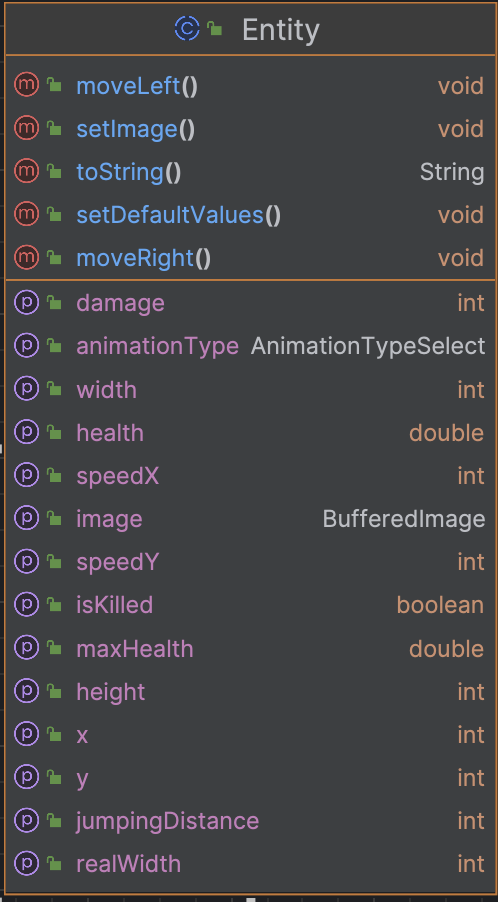 Entity
moveLeft() void
setImage() void
toString() String
setDefaultValues() void
moveRight() void
damage int
animationType AnimationTypeSelect
width int
health double
speedX int
image BufferedImage
speedY int
isKilled boolean
maxHealth double
height int
x int
y int
jumpingDistance int
realWidth int